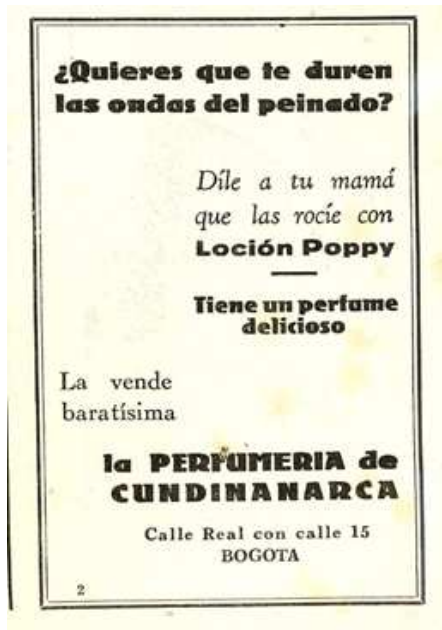 ¿Quieres que te duren
las ondas del peinado?
Díle a tu mamá
que las rocíe con
Loción Poppy
Tiene un perfume
delicioso
La vende
baratísima
la PERFUMERIA de
CUNDINANARCA
Calle Real con calle 15
BOGOTA
2